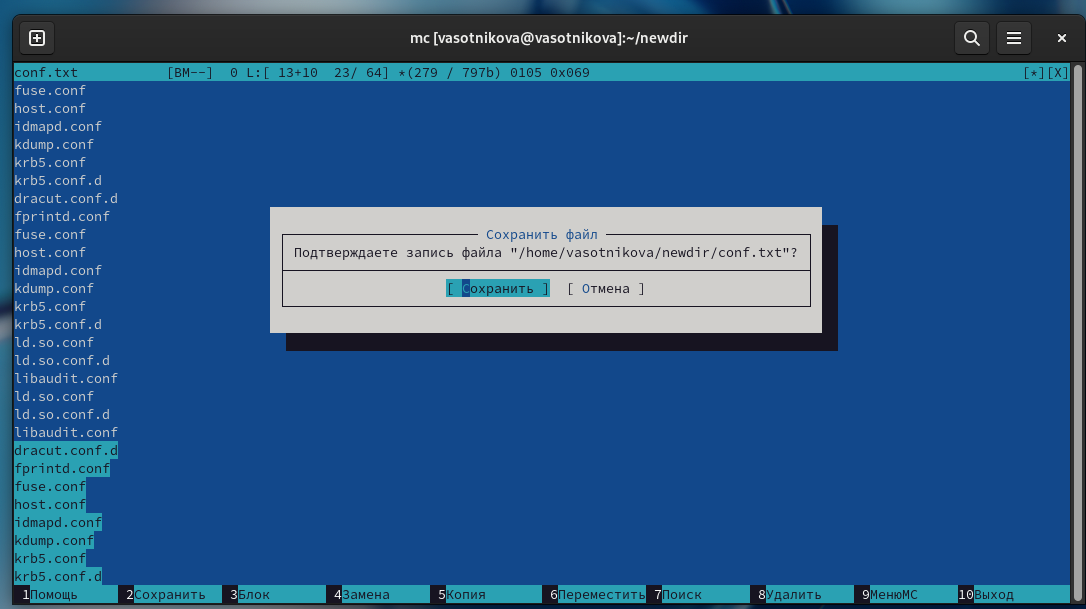 mc [vasotnikova@vasotnikova]:~/newdir
conf.txt [BM--] 0 L:[ 13+10 23/ 64] *(279 / 797b) 0105 0x069 [*][X]
fuse.conf
host.conf
idmapd.conf
kdump.conf
krb5.conf
krb5.conf.d
dracut.conf.d
fprintd.conf
fuse.conf
host.conf
idmapd.conf
kdump.conf
krb5.conf
krb5.conf.d
ld.so.conf
ld.so.conf.d
libaudit.conf
ld.so.conf
ld.so.conf.d
libaudit.conf
dracut.conf.d
fprintd.conf
fuse.conf
host.conf
idmapd.conf
kdump.conf
krb5.conf
krb5.conf.d
Сохранить файл
Подтверждаете запись файла "/home/vasotnikova/newdir/conf.txt"?
[ Сохранить ] [ Отмена ]
1Помощь 2Сохранить 3Блок 4Замена 5Копия 6Переместить 7Поиск 8Удалить 9МенюMC 10Выход